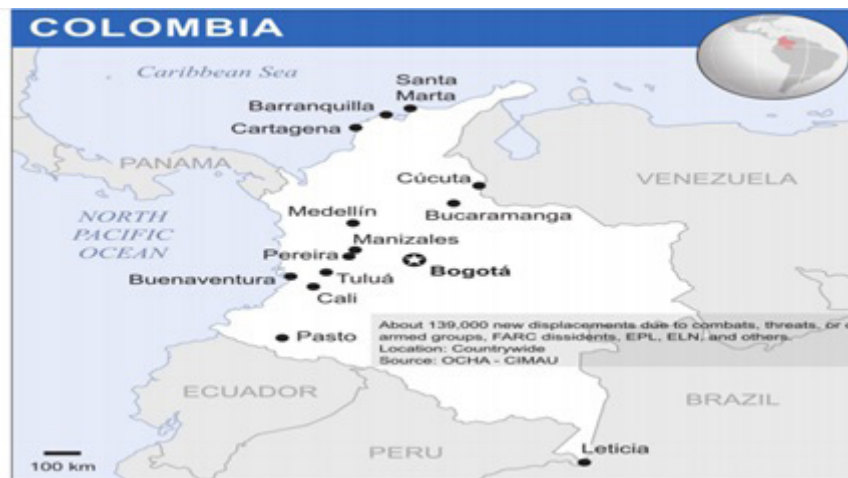 COLOMBIA
Caribbean Sea
Santa
Marta
Barranquilla
Cartagena
PANAMA
Cúcuta
VENEZUELA
NORTH
PACIFIC
OCEAN
Medellín
Bucaramanga
Manizales
Pereira
Bogotá
Buenaventura
Tuluá
Cali
About 139,000 new displacements due to combats, threats, or
armed groups, FARC dissidents, EPL, ELN, and others.
Location: Countrywide
Source: OCHA - CIMAU
Pasto
ECUADOR
BRAZIL
PERU
Leticia
100 km